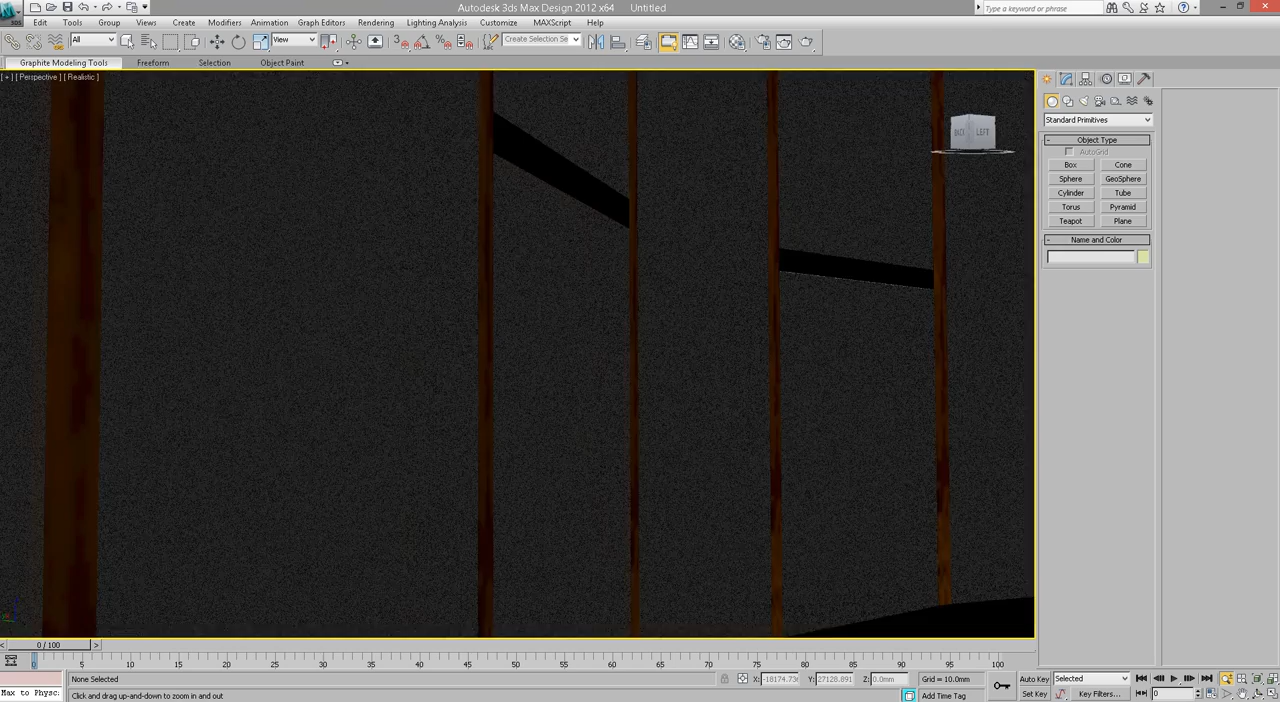 Autodesk 3ds Max Design 2012 x64 Untitled
Type a keyword or phrase
Edit Tools Group Views Create Modifiers Animation Graph Editors Rendering Lighting Analysis Customize MAXScript Help
All View Create Selection Se
Graphite Modeling Tools Freeform Selection Object Paint
[ + ] [ Perspective ] [ Realistic ]
BACK LEFT
Standard Primitives
- Object Type
AutoGrid
Box Cone
Sphere GeoSphere
Cylinder Tube
Torus Pyramid
Teapot Plane
- Name and Color
< 0 / 100 >
0 5 10 15 20 25 30 35 40 45 50 55 60 65 70 75 80 85 90 95 100
None Selected X: Y: 27128.891 Z: 0.0mm Grid = 10.0mm Auto Key Selected
Max to Physc Click and drag up-and-down to zoom in and out Add Time Tag Set Key Key Filters... 0